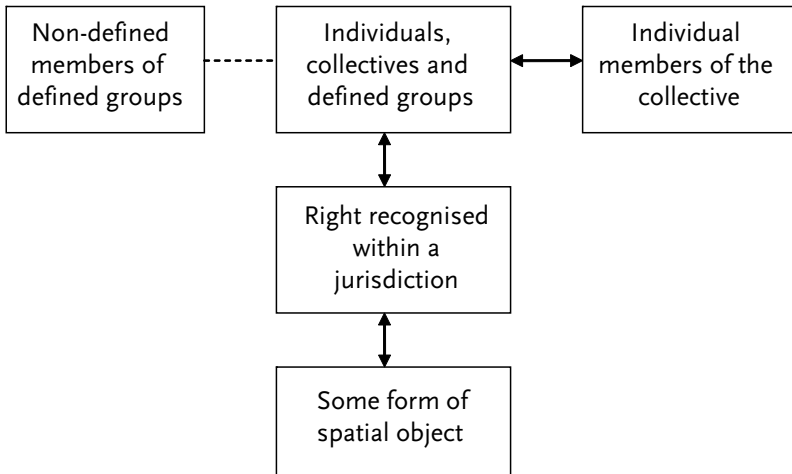 Non-defined
members of
defined groups
Individuals,
collectives and
defined groups
Individual
members of the
collective
Right recognised
within a
jurisdiction
Some form of
spatial object